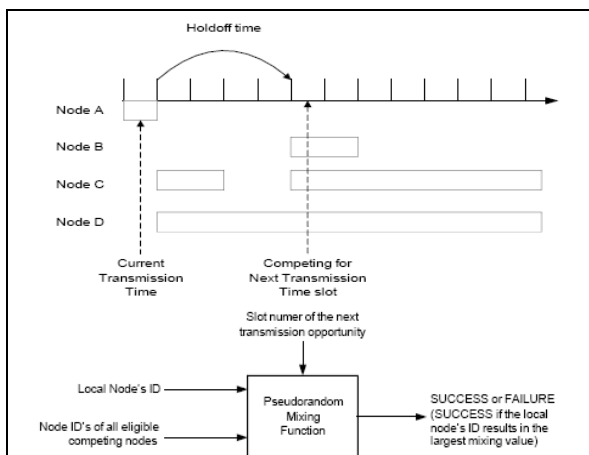 Holdoff time
Node A
Node B
Node C
Node D
Current
Transmission
Time
Competing for
Next Transmission
Time slot
Slot numer of the next
transmission opportunity
Local Node's ID
Node ID's of all eligible
competing nodes
Pseudorandom
Mixing
Function
SUCCESS or FAILURE
(SUCCESS if the local
node's ID results in the
largest mixing value)